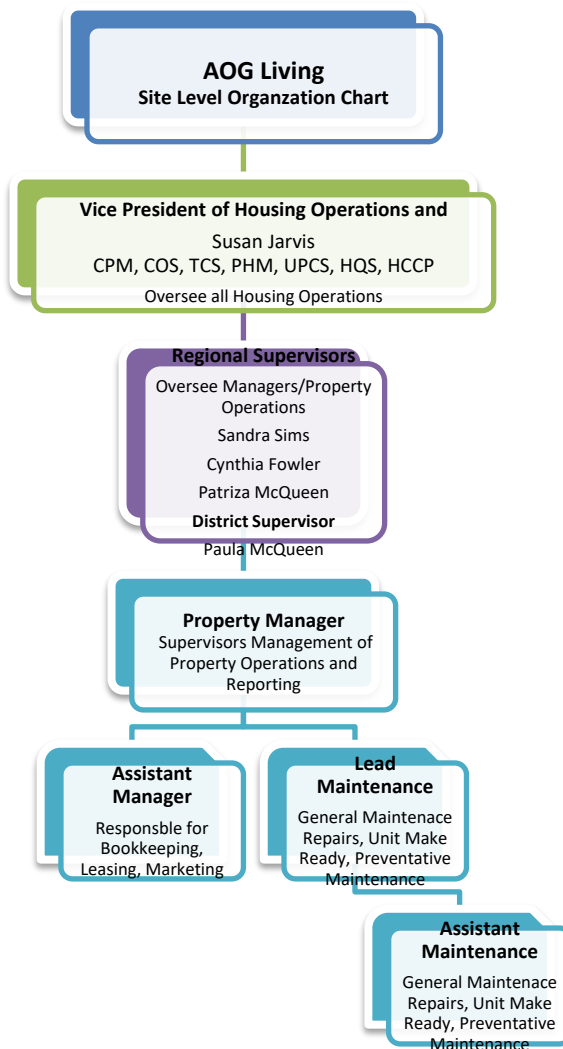 AOG Living
Site Level Organzation Chart
Vice President of Housing Operations and
Susan Jarvis
CPM, COS, TCS, PHM, UPCS, HQS, HCCP
Oversee all Housing Operations
Regional Supervisors
Oversee Managers/Property
Operations
Sandra Sims
Cynthia Fowler
Patriza McQueen
District Supervisor
Paula McQueen
Property Manager
Supervisors Management of
Property Operations and
Reporting
Assistant
Manager
Responsble for
Bookkeeping,
Leasing, Marketing
Lead
Maintenance
General Maintenace
Repairs, Unit Make
Ready, Preventative
Maintenance
Assistant
Maintenance
General Maintenace
Repairs, Unit Make
Ready, Preventative
Maintenance